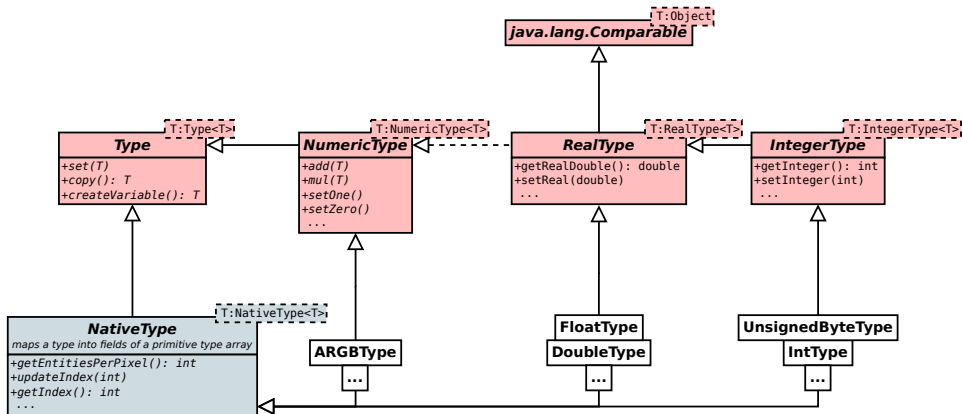 T:Object
java.lang.Comparable
T:Type<T>
Type
+set(T)
+copy(): T
+createVariable(): T
T:NumericType<T>
NumericType
+add(T)
+mul(T)
+setOne()
+setZero()
...
T:RealType<T>
RealType
+getRealDouble(): double
+setReal(double)
...
T:IntegerType<T>
IntegerType
+getInteger(): int
+setInteger(int)
...
T:NativeType<T>
NativeType
maps a type into fields of a primitive type array
+getEntitiesPerPixel(): int
+updateIndex(int)
+getIndex(): int
...
ARGBType
...
FloatType
DoubleType
...
UnsignedByteType
IntType
...